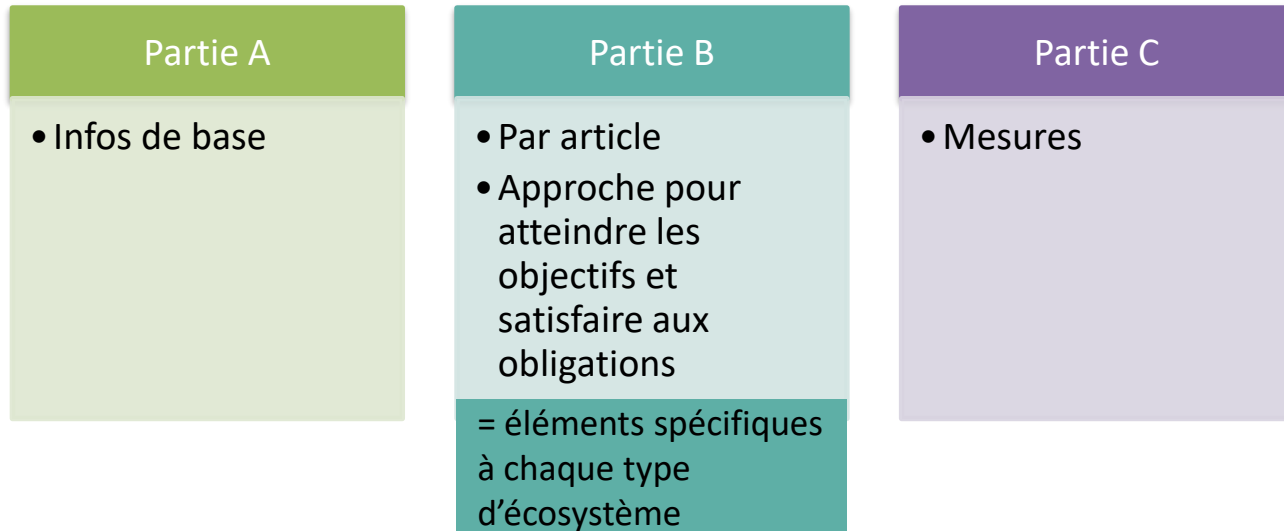 Partie A
• Infos de base
Partie B
• Par article
• Approche pour
atteindre les
objectifs et
satisfaire aux
obligations
= éléments spécifiques
à chaque type
d’écosystème
Partie C
• Mesures